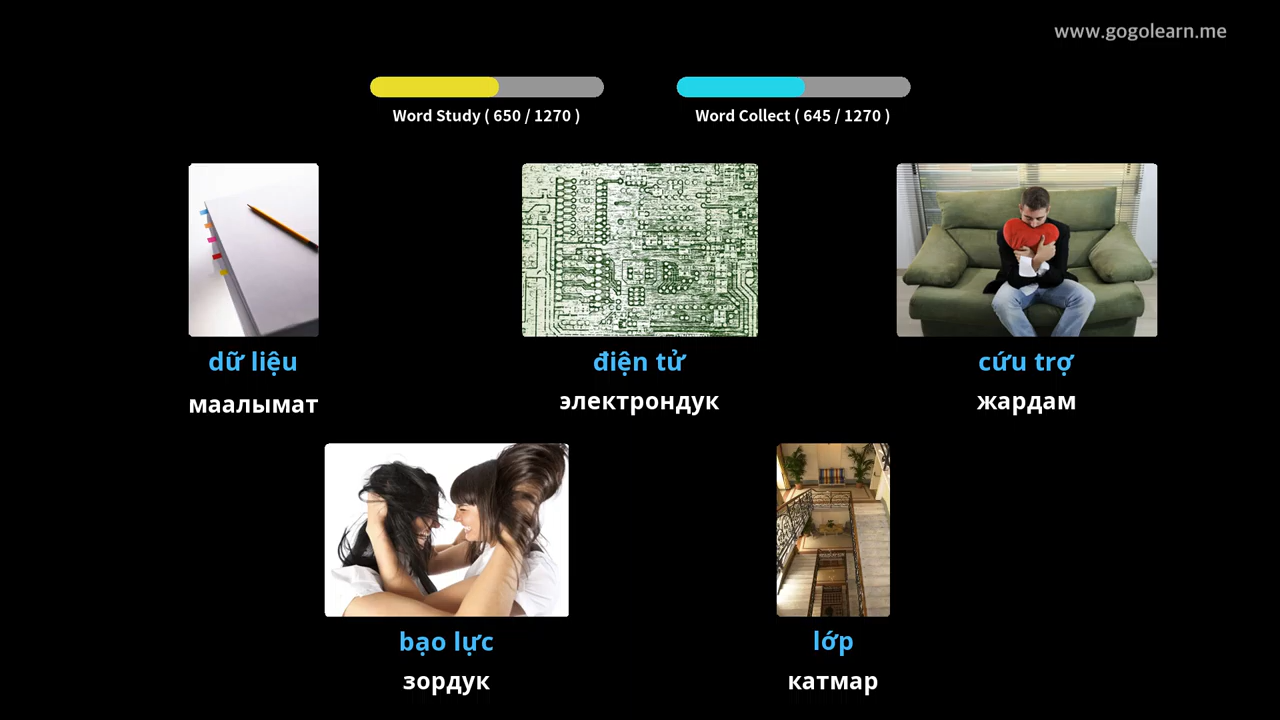 www.gogolearn.me
Word Study ( 650 / 1270 )
Word Collect ( 645 / 1270 )
dữ liệu
маалымат
điện tử
электрондук
cứu trợ
жардам
bạo lực
зордук
lớp
катмар